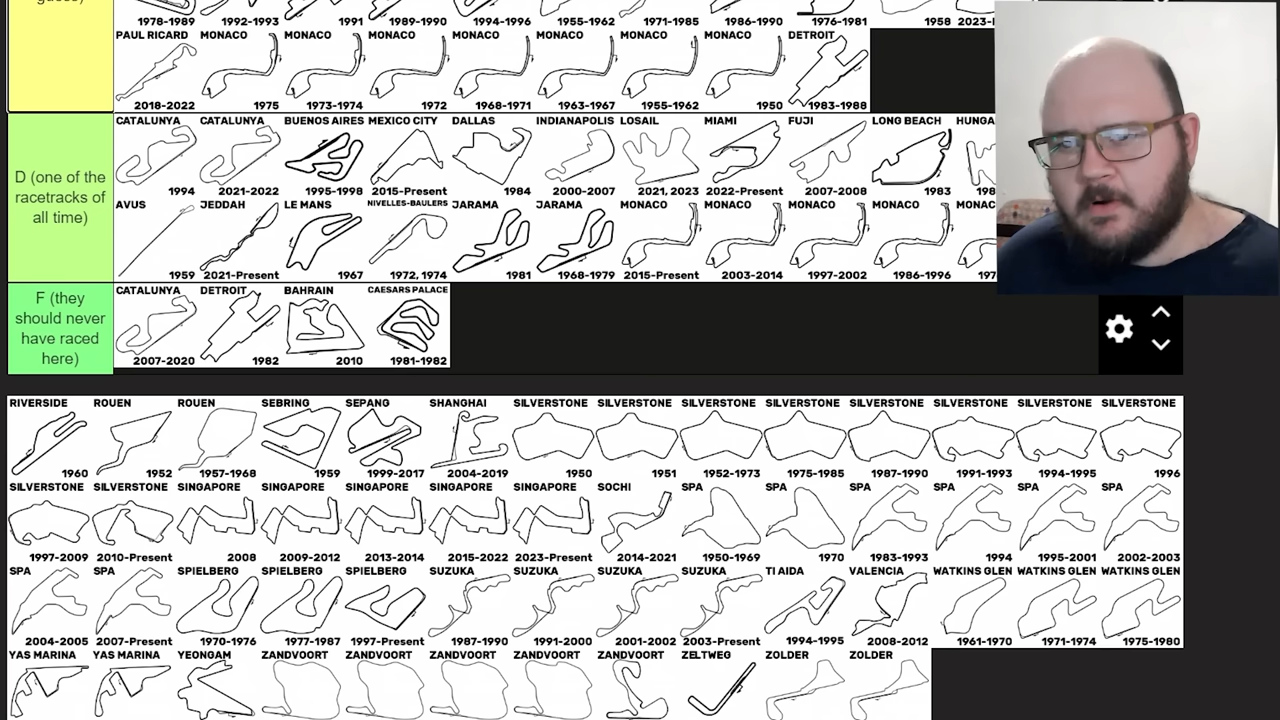 guess)
1978-1989 1992-1993 1991 1989-1990 1994-1996 1955-1962 1971-1985 1986-1990 1976-1981 1958
PAUL RICARD MONACO MONACO MONACO MONACO MONACO MONACO MONACO DETROIT
2018-2022 1975 1973-1974 1972 1968-1971 1963-1967 1955-1962 1950 1983-1988
D (one of the
racetracks of
all time)
CATALUNYA CATALUNYA BUENOS AIRES MEXICO CITY DALLAS INDIANAPOLIS LOSAIL MIAMI FUJI LONG BEACH HUNGA
1994 2021-2022 1995-1998 2015-Present 1984 2000-2007 2021, 2023 2022-Present 2007-2008 1983 198
AVUS JEDDAH LE MANS NIVELLES-BAULERS JARAMA JARAMA MONACO MONACO MONACO MONACO MONAC
1959 2021-Present 1967 1972, 1974 1981 1968-1979 2015-Present 2003-2014 1997-2002 1986-1996 197
F (they
should never
have raced
here)
CATALUNYA DETROIT BAHRAIN CAESARS PALACE
2007-2020 1982 2010 1981-1982
RIVERSIDE ROUEN ROUEN SEBRING SEPANG SHANGHAI SILVERSTONE SILVERSTONE SILVERSTONE SILVERSTONE SILVERSTONE SILVERSTONE SILVERSTONE SILVERSTONE
1960 1952 1957-1968 1959 1999-2017 2004-2019 1950 1951 1952-1973 1975-1985 1987-1990 1991-1993 1994-1995 1996
SILVERSTONE SILVERSTONE SINGAPORE SINGAPORE SINGAPORE SINGAPORE SINGAPORE SOCHI SPA SPA SPA SPA SPA SPA
1997-2009 2010-Present 2008 2009-2012 2013-2014 2015-2022 2023-Present 2014-2021 1950-1969 1970 1983-1993 1994 1995-2001 2002-2003
SPA SPA SPIELBERG SPIELBERG SPIELBERG SUZUKA SUZUKA SUZUKA SUZUKA TI AIDA VALENCIA WATKINS GLEN WATKINS GLEN WATKINS GLEN
2004-2005 2007-Present 1970-1976 1977-1987 1997-Present 1987-1990 1991-2000 2001-2002 2003-Present 1994-1995 2008-2012 1961-1970 1971-1974 1975-1980
YAS MARINA YAS MARINA YEONGAM ZANDVOORT ZANDVOORT ZANDVOORT ZANDVOORT ZANDVOORT ZELTWEG ZOLDER ZOLDER